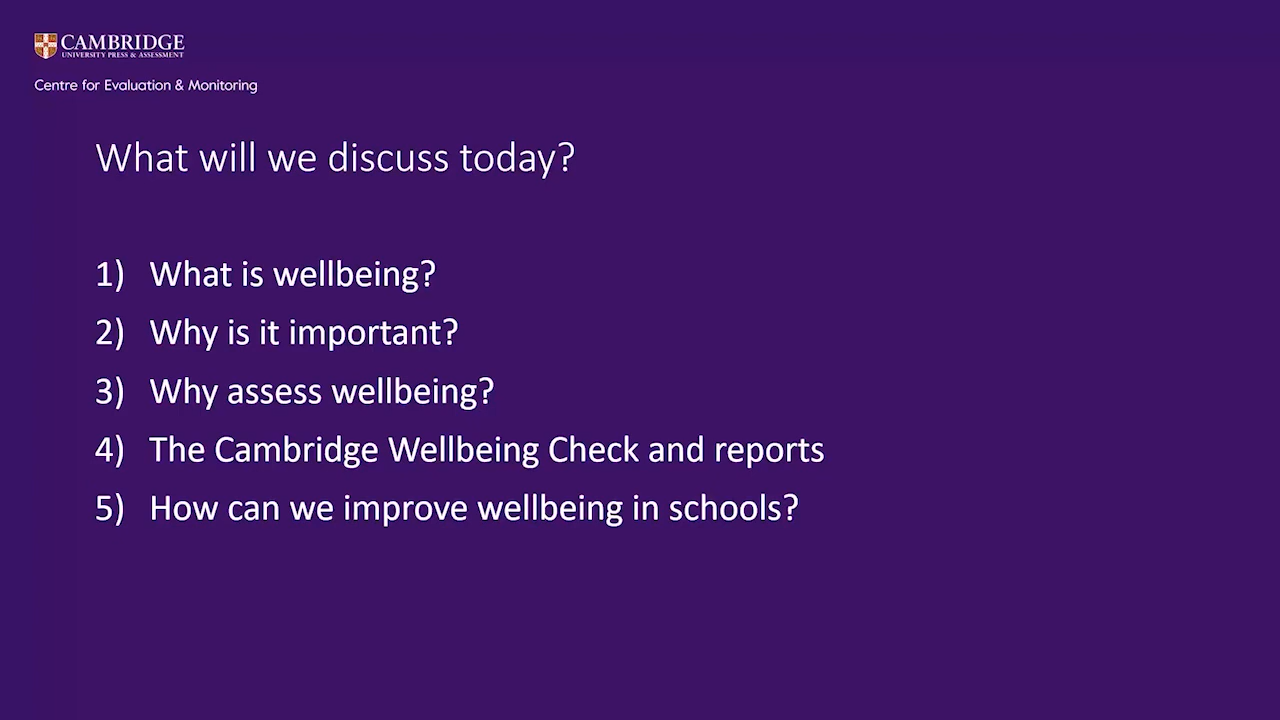 CAMBRIDGE
UNIVERSITY PRESS & ASSESSMENT
Centre for Evaluation & Monitoring
What will we discuss today?
1) What is wellbeing?
2) Why is it important?
3) Why assess wellbeing?
4) The Cambridge Wellbeing Check and reports
5) How can we improve wellbeing in schools?